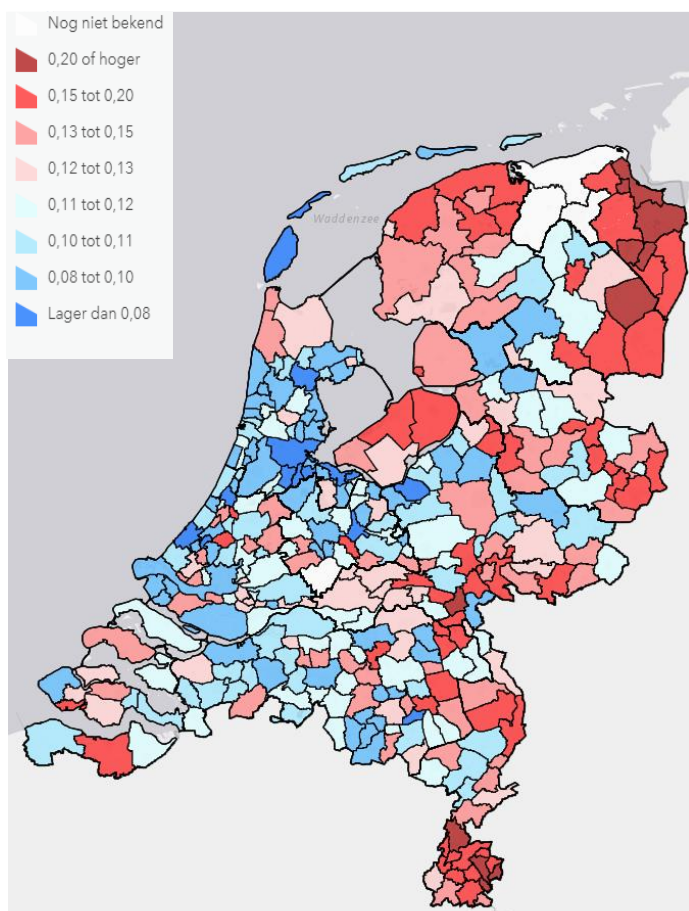 Nog niet bekend
0,20 of hoger
0,15 tot 0,20
0,13 tot 0,15
0,12 tot 0,13
0,11 tot 0,12
0,10 tot 0,11
0,08 tot 0,10
Lager dan 0,08
Waddenzee